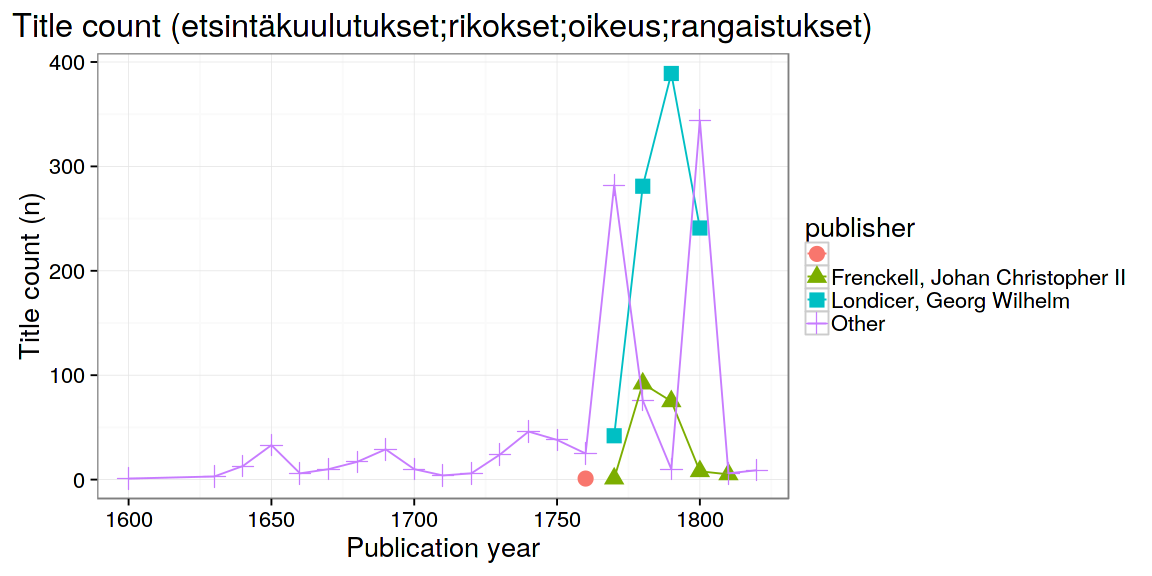 Title count (etsintäkuulutukset;rikokset;oikeus;rangaistukset)
400
300
200
100
0
Title count (n)
1600 1650 1700 1750 1800
Publication year
publisher
Frenckell, Johan Christopher II
Londicer, Georg Wilhelm
Other